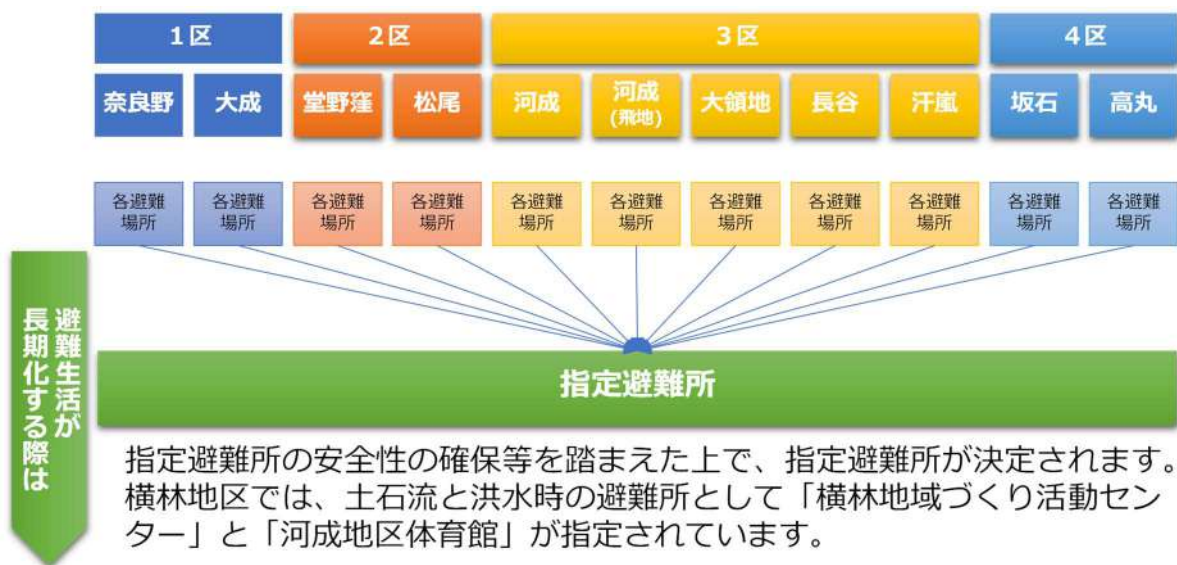 1区 2区 3区 4区
奈良野 大成 堂野窪 松尾 河成 河成 大領地 長谷 汗嵐 坂石 高丸
(飛地)
各避難 各避難 各避難 各避難 各避難 各避難 各避難 各避難 各避難 各避難 各避難
場所 場所 場所 場所 場所 場所 場所 場所 場所 場所 場所
避難生活が
長期化する際は
指定避難所
指定避難所の安全性の確保等を踏まえた上で、指定避難所が決定されます。
横林地区では、土石流と洪水時の避難所として「横林地域づくり活動セン
ター」と「河成地区体育館」が指定されています。